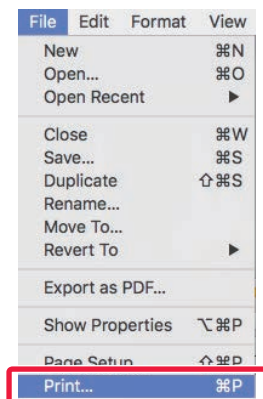 File Edit Format View
New ⌘N
Open... ⌘O
Open Recent ▶
Close ⌘W
Save... ⌘S
Duplicate ⇧⌘S
Rename...
Move To...
Revert To ▶
Export as PDF...
Show Properties ⌥⌘P
Page Setup ⇧⌘P
Print... ⌘P